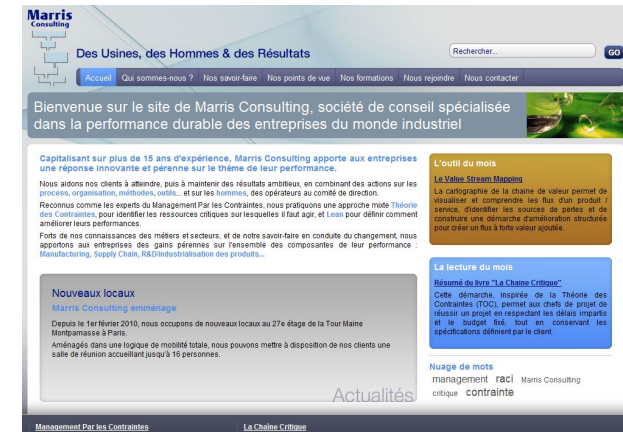 Marris
Consulting
Des Usines, des Hommes & des Résultats
Rechercher...
GO
Accueil Qui sommes-nous ? Nos savoir-faire Nos points de vue Nos formations Nous rejoindre Nous contacter
Bienvenue sur le site de Marris Consulting, société de conseil spécialisée
dans la performance durable des entreprises du monde industriel
Capitalisant sur plus de 15 ans d'expérience, Marris Consulting apporte aux entreprises
une réponse innovante et pérenne sur le thème de leur performance.
Nous aidons nos clients à atteindre, puis à maintenir des résultats ambitieux, en combinant des actions sur les
process, organisation, méthodes, outils... et sur les hommes, des opérateurs au comité de direction.
Reconnus comme les experts du Management Par les Contraintes, nous pratiquons une approche mixte Théorie
des Contraintes, pour identifier les ressources critiques sur lesquelles il faut agir, et Lean pour définir comment
améliorer leurs performances.
Forts de nos connaissances des métiers et secteurs, et de notre savoir-faire en conduite du changement, nous
apportons aux entreprises des gains pérennes sur l'ensemble des composantes de leur performance :
Manufacturing, Supply Chain, R&D/industrialisation des produits...
Nouveaux locaux
Marris Consulting emménage
Depuis le 1er février 2010, nous occupons de nouveaux locaux au 27e étage de la Tour Maine
Montparnasse à Paris.
Aménagés dans une logique de mobilité totale, nous pouvons mettre à disposition de nos clients une
salle de réunion accueillant jusqu'à 16 personnes.
Actualités
L'outil du mois
Le Value Stream Mapping
La cartographie de la chaine de valeur permet de
visualiser et comprendre les flux d'un produit /
service, d'identifier les sources de pertes et de
construire une démarche d'amélioration structurée
pour créer un flux à forte valeur ajoutée.
La lecture du mois
Résumé du livre "La Chaine Critique"
Cette démarche, inspirée de la Théorie des
Contraintes (TOC), permet aux chefs de projet de
réussir un projet en respectant les délais impartis
et le budget fixé, tout en conservant les
spécifications définient par le client.
Nuage de mots
management raci Marris Consulting
critique contrainte
Management Par les Contraintes
La Chaîne Critique